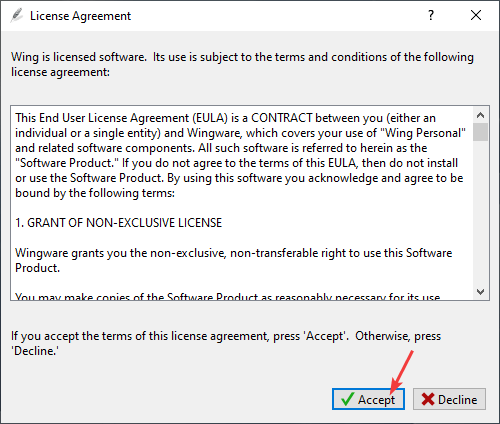 License Agreement
Wing is licensed software.  Its use is subject to the terms and conditions of the following
license agreement:
This End User License Agreement (EULA) is a CONTRACT between you (either an
individual or a single entity) and Wingware, which covers your use of "Wing Personal"
and related software components. All such software is referred to herein as the
"Software Product." If you do not agree to the terms of this EULA, then do not install
or use the Software Product. By using this software you acknowledge and agree to be
bound by the following terms:
1. GRANT OF NON-EXCLUSIVE LICENSE
Wingware grants you the non-exclusive, non-transferable right to use this Software
Product.
You may make copies of the Software Product as reasonably necessary for its use.
If you accept the terms of this license agreement, press 'Accept'.  Otherwise, press
'Decline.'
Accept
Decline